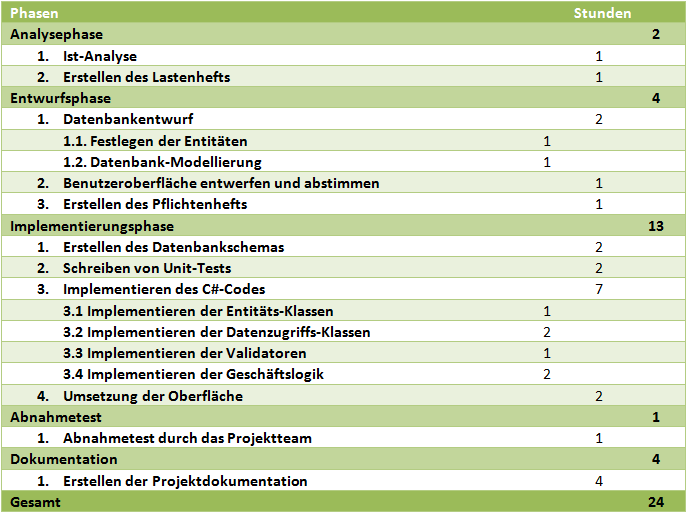 Phasen Stunden
Analysephase 2
1. Ist-Analyse 1
2. Erstellen des Lastenhefts 1
Entwurfsphase 4
1. Datenbankentwurf 2
1.1. Festlegen der Entitäten 1
1.2. Datenbank-Modellierung 1
2. Benutzeroberfläche entwerfen und abstimmen 1
3. Erstellen des Pflichtenhefts 1
Implementierungsphase 13
1. Erstellen des Datenbankschemas 2
2. Schreiben von Unit-Tests 2
3. Implementieren des C#-Codes 7
3.1 Implementieren der Entitäts-Klassen 1
3.2 Implementieren der Datenzugriffs-Klassen 2
3.3 Implementieren der Validatoren 1
3.4 Implementieren der Geschäftslogik 2
4. Umsetzung der Oberfläche 2
Abnahmetest 1
1. Abnahmetest durch das Projektteam 1
Dokumentation 4
1. Erstellen der Projektdokumentation 4
Gesamt 24